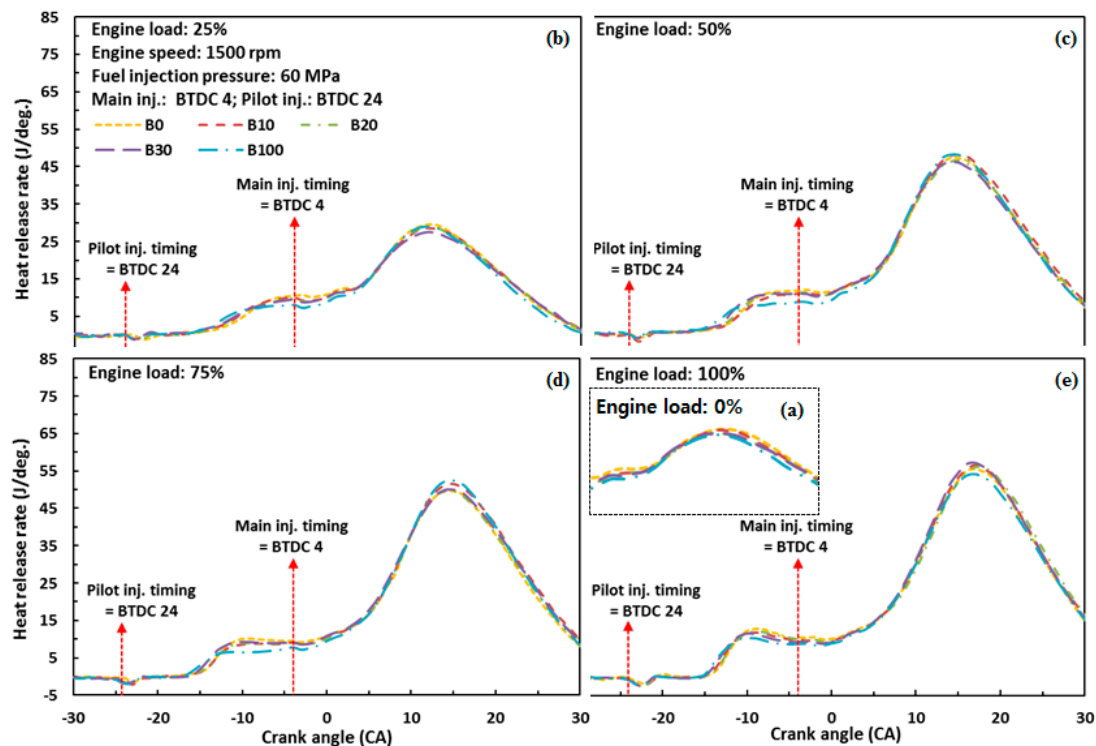 85
75
65
55
45
35
25
15
5
Heat release rate (J/deg.)
Engine load: 25%
(b)
Engine speed: 1500 rpm
Fuel injection pressure: 60 MPa
Main inj.: BTDC 4; Pilot inj.: BTDC 24
B0
B10
B20
B30
B100
Main inj. timing
= BTDC 4
Pilot inj. timing
= BTDC 24
30
Engine load: 50%
(c)
Main inj. timing
= BTDC 4
Pilot inj. timing
= BTDC 24
30
85
75
65
55
45
35
25
15
5
-5
Heat release rate (J/deg.)
Engine load: 75%
(d)
Main inj. timing
= BTDC 4
Pilot inj. timing
= BTDC 24
-30
-20
-10
0
10
20
30
Crank angle (CA)
Engine load: 100%
(e)
Engine load: 0%
(a)
Main inj. timing
= BTDC 4
Pilot inj. timing
= BTDC 24
-20
-10
0
10
20
30
Crank angle (CA)